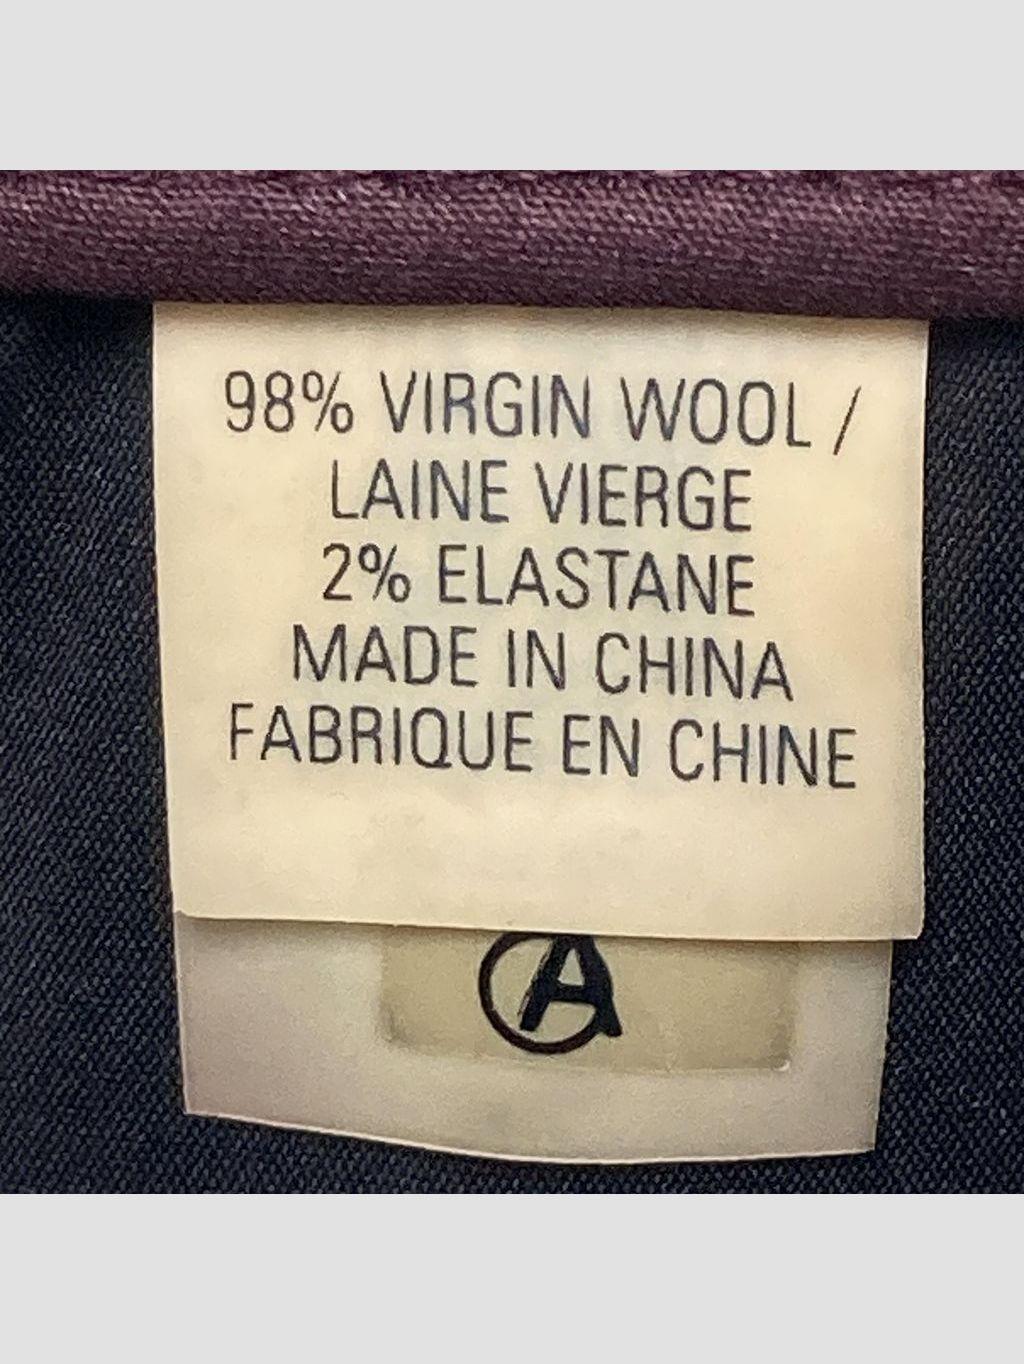 98% VIRGIN WOOL /
LAINE VIERGE
2% ELASTANE
MADE IN CHINA
FABRIQUE EN CHINE
A